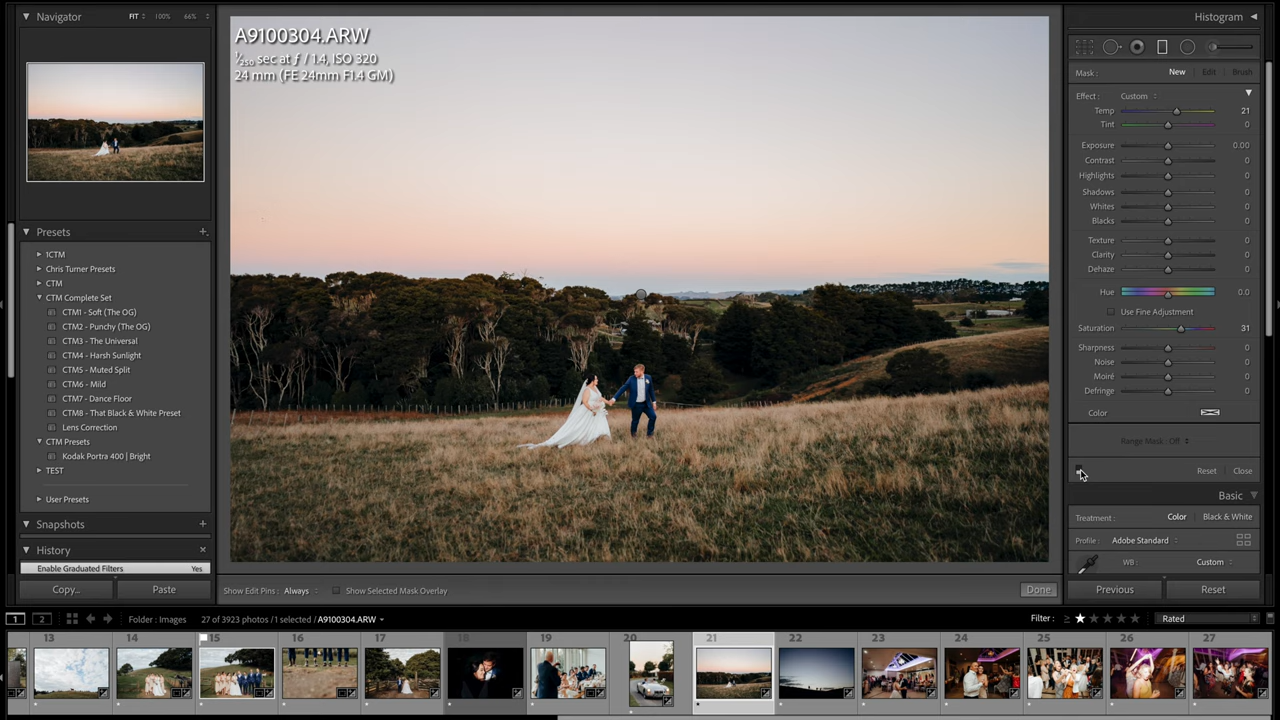 Navigator
FIT
100%
66%
Presets
1CTM
Chris Turner Presets
CTM
CTM Complete Set
CTM1 - Soft (The OG)
CTM2 - Punchy (The OG)
CTM3 - The Universal
CTM4 - Harsh Sunlight
CTM5 - Muted Split
CTM6 - Mild
CTM7 - Dance Floor
CTM8 - That Black & White Preset
Lens Correction
CTM Presets
Kodak Portra 400 | Bright
TEST
User Presets
Snapshots
History
Enable Graduated Filters Yes
Copy... Paste
A9100304.ARW
1/250 sec at ƒ / 1.4, ISO 320
24 mm (FE 24mm F1.4 GM)
Show Edit Pins : Always Show Selected Mask Overlay Done
Histogram
Mask : New Edit Brush
Effect : Custom
Temp 21
Tint 0
Exposure 0.00
Contrast 0
Highlights 0
Shadows 0
Whites 0
Blacks 0
Texture 0
Clarity 0
Dehaze 0
Hue 0.0
Use Fine Adjustment
Saturation 31
Sharpness 0
Noise 0
Moiré 0
Defringe 0
Color
Range Mask : Off
Reset Close
Basic
Treatment : Color Black & White
Profile : Adobe Standard
WB : Custom
Previous Reset
1 2 Folder : Images 27 of 3923 photos / 1 selected / A9100304.ARW Filter : ≥ Rated
13 14 15 16 17 18 19 20 21 22 23 24 25 26 27